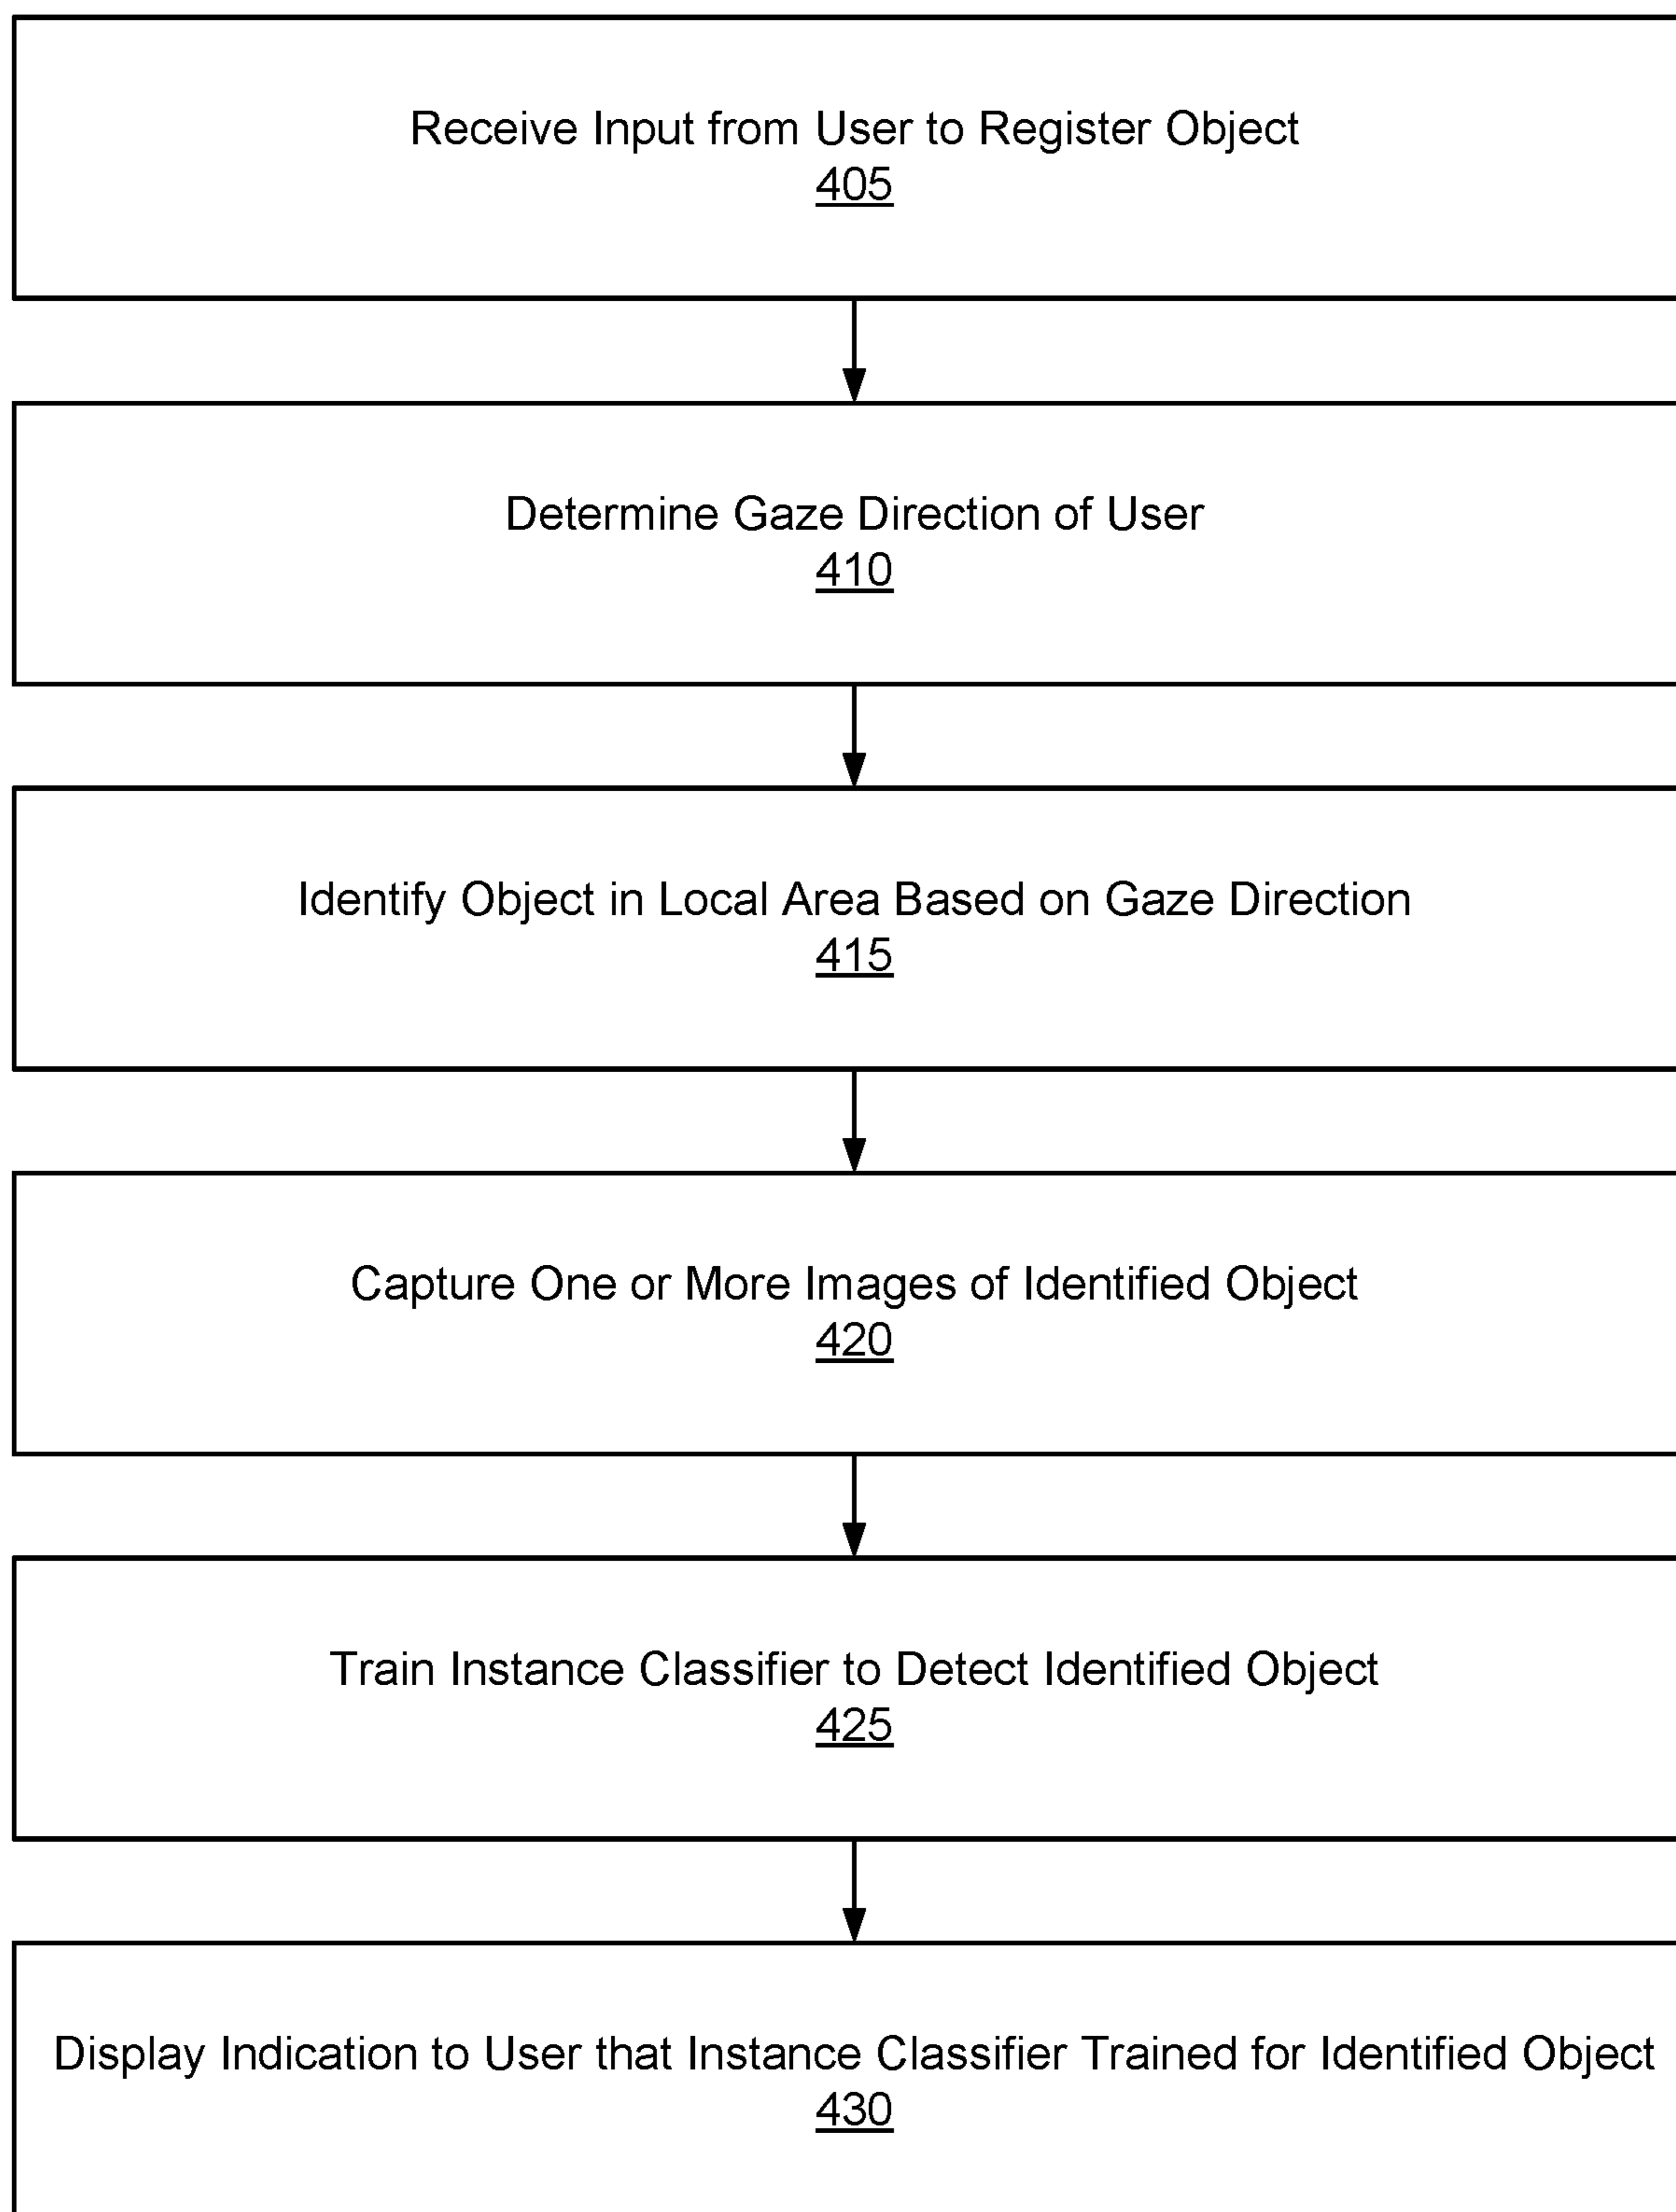 Receive Input from User to Register Object
405
Determine Gaze Direction of User
410
Identify Object in Local Area Based on Gaze Direction
415
Capture One or More Images of Identified Object
420
Train Instance Classifier to Detect Identified Object
425
Display Indication to User that Instance Classifier Trained for Identified Object
430